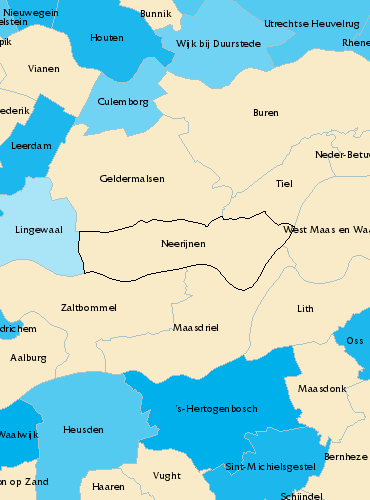 Nieuwegein
Bunnik
Utrechtse Heuvelrug
Houten
Wijk bij Duurstede
Rhene
pik
Vianen
Culemborg
Buren
ederik
Leerdam
Neder-Betuw
Geldermalsen
Tiel
Lingewaal
West Maas en Waa
Neerijnen
Zaltbommel
Lith
Maasdriel
drichem
Oss
Aalburg
Maasdonk
's-Hertogenbosch
Waalwijk
Heusden
Bernheze
Sint-Michielsgestel
Vught
on op Zand
Haaren
Schijndel